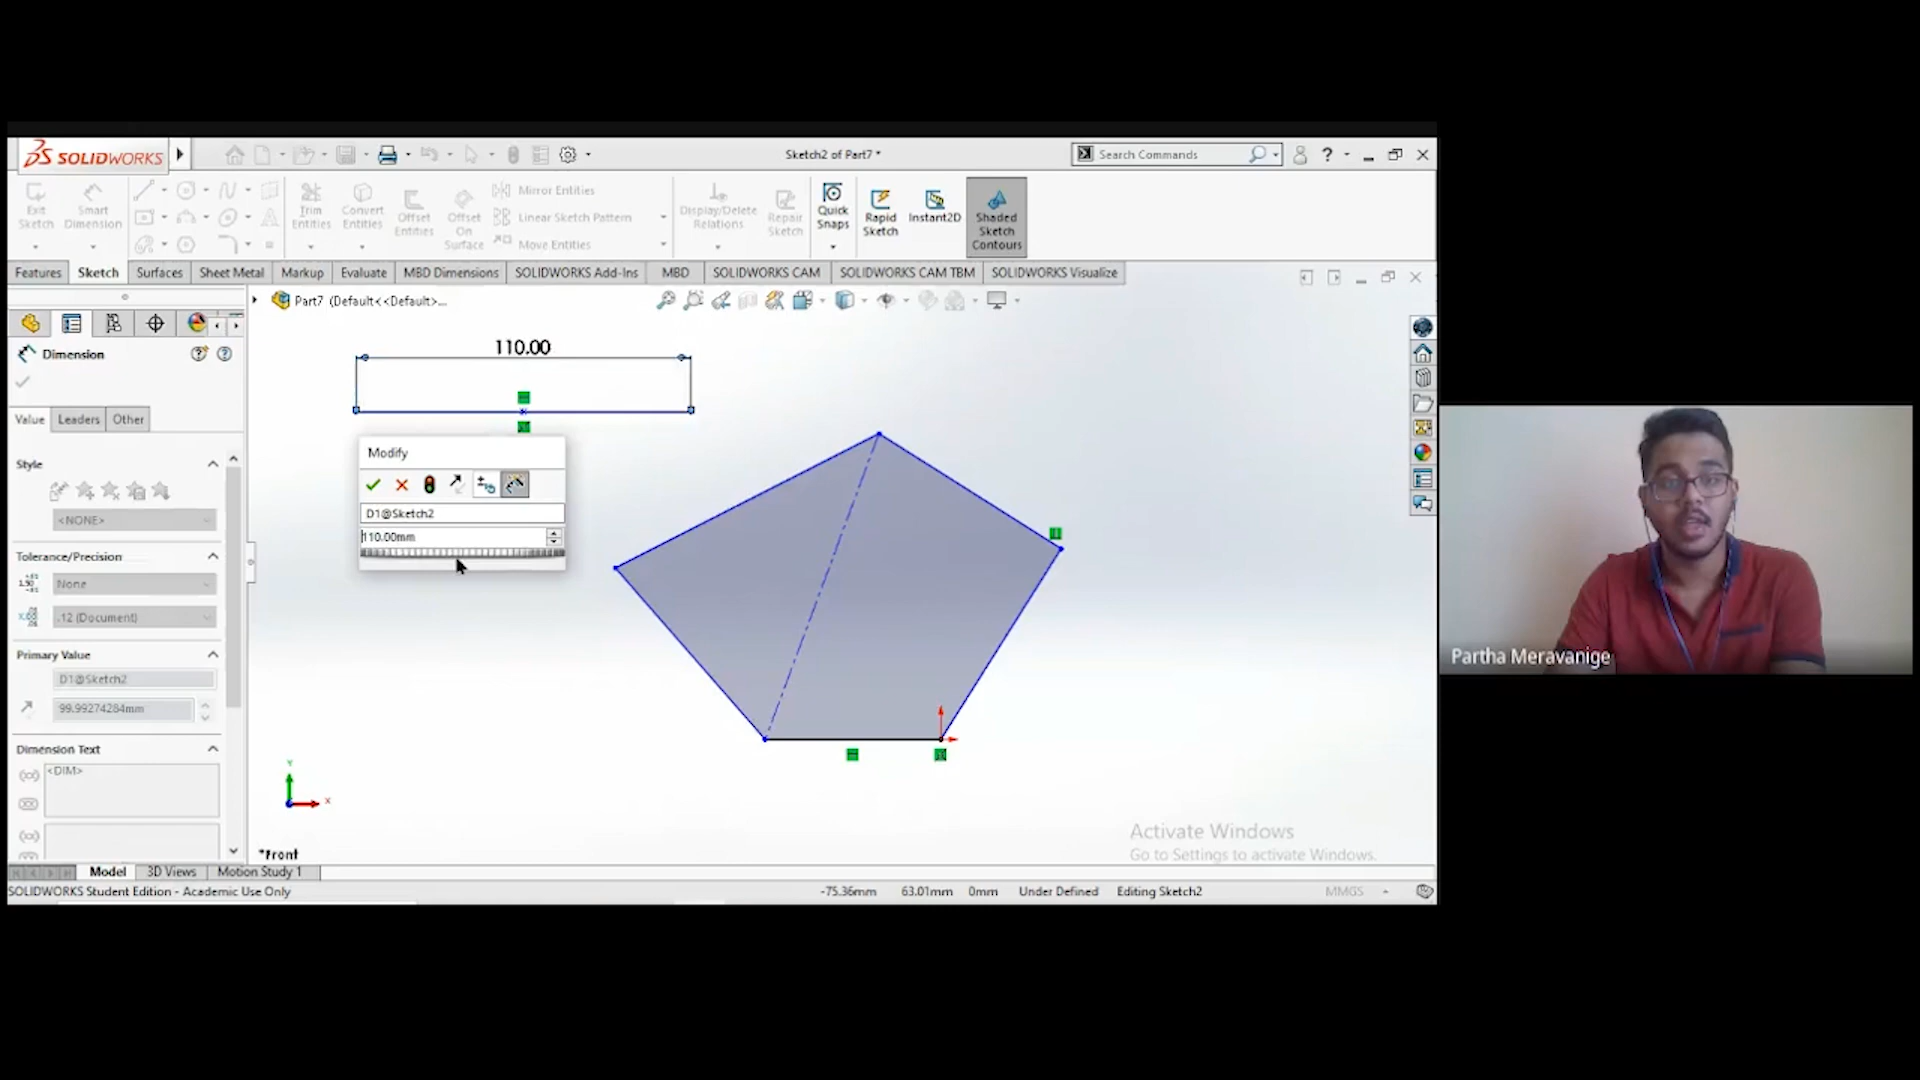 SOLIDWORKS
Sketch2 of Part7 *
Search Commands
?
Exit Sketch
Smart Dimension
Trim Entities
Convert Entities
Offset Entities
Offset On Surface
Mirror Entities
Linear Sketch Pattern
Move Entities
Display/Delete Relations
Repair Sketch
Quick Snaps
Rapid Sketch
Instant2D
Shaded Sketch Contours
Features
Sketch
Surfaces
Sheet Metal
Markup
Evaluate
MBD Dimensions
SOLIDWORKS Add-Ins
MBD
SOLIDWORKS CAM
SOLIDWORKS CAM TBM
SOLIDWORKS Visualize
Part7 (Default<<Default>...
Dimension
Value
Leaders
Other
Style
<NONE>
Tolerance/Precision
None
.12 (Document)
Primary Value
D1@Sketch2
99.99274284mm
Dimension Text
<DIM>
110.00
Modify
D1@Sketch2
110.00mm
Y
X
*Front
Activate Windows
Go to Settings to activate Windows.
Model
3D Views
Motion Study 1
SOLIDWORKS Student Edition - Academic Use Only
-75.36mm
63.01mm
0mm
Under Defined
Editing Sketch2
MMGS
Partha Meravanige